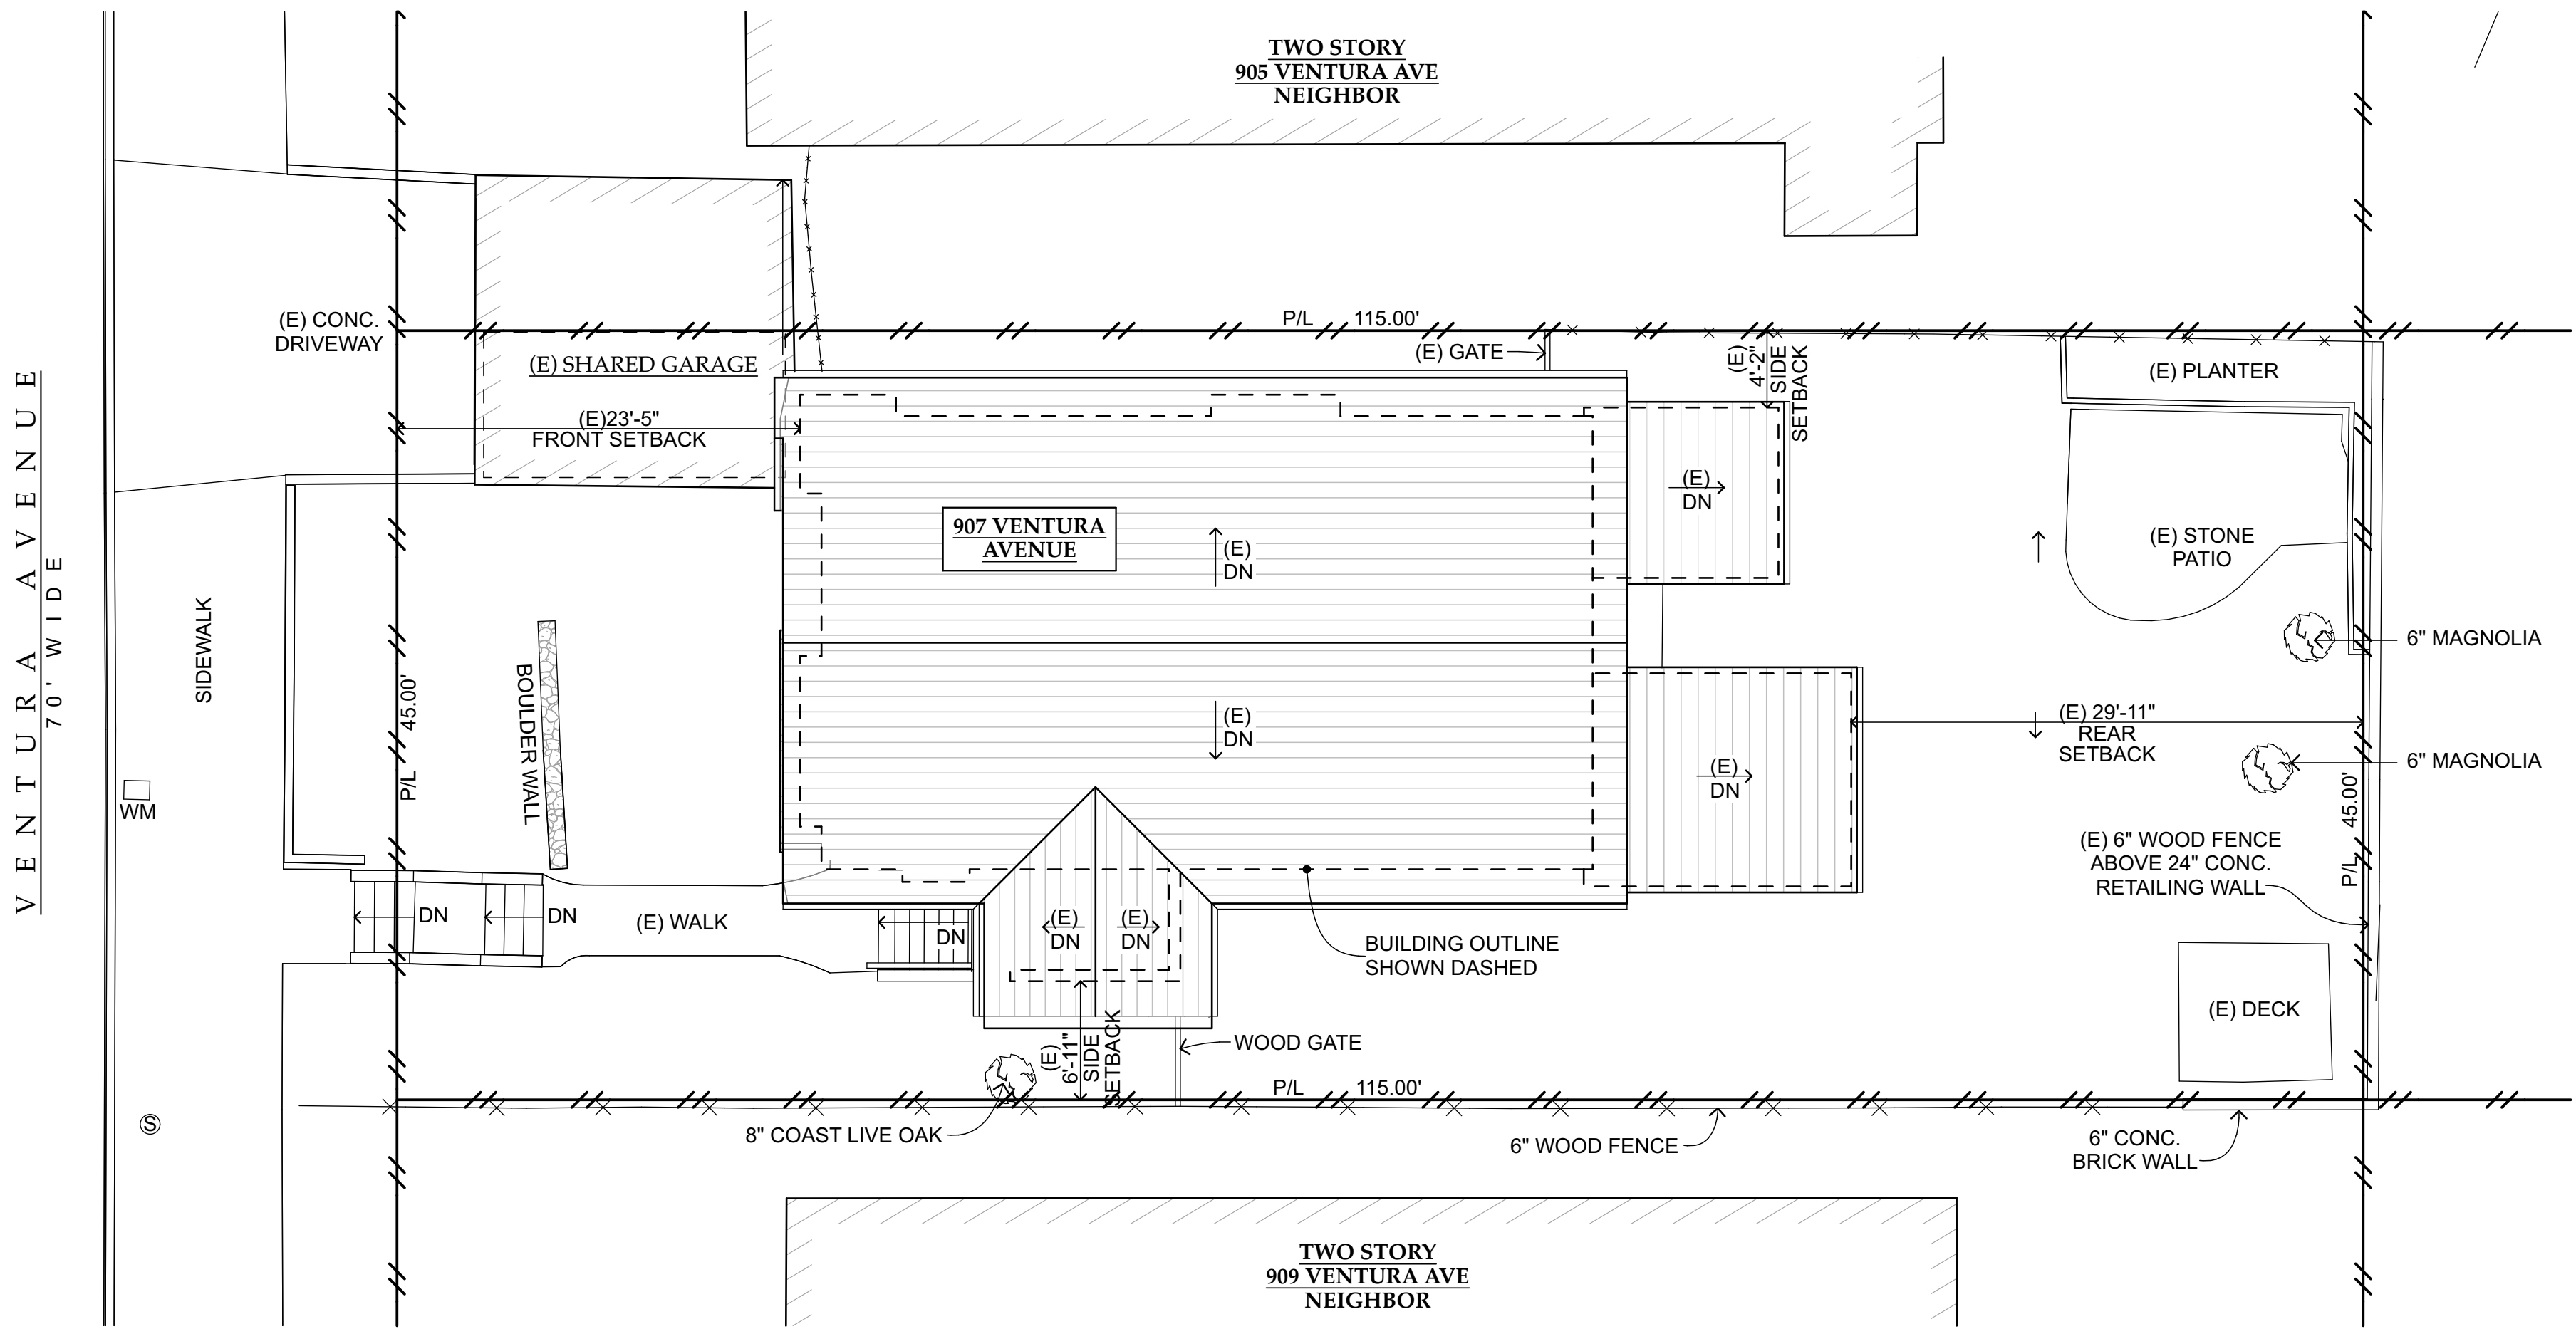 TWO STORY
905 VENTURA AVE
NEIGHBOR
(E) CONC.
DRIVEWAY
P/L 115.00'
(E) SHARED GARAGE
(E) GATE
(E)
4'-2"
SIDE
SETBACK
(E) PLANTER
(E)23'-5"
FRONT SETBACK
VENTURA AVENUE
70' WIDE
SIDEWALK
907 VENTURA
AVENUE
(E)
DN
(E)
DN
(E) STONE
PATIO
6" MAGNOLIA
P/L 45.00'
BOULDER WALL
(E)
DN
(E)
DN
(E) 29'-11"
REAR
SETBACK
6" MAGNOLIA
WM
P/L 45.00'
(E) 6" WOOD FENCE
ABOVE 24" CONC.
RETAILING WALL
DN
DN
(E) WALK
DN
(E)
DN
(E)
DN
BUILDING OUTLINE
SHOWN DASHED
(E) DECK
(E)
6'-11"
SIDE
SETBACK
WOOD GATE
P/L 115.00'
S
8" COAST LIVE OAK
6" WOOD FENCE
6" CONC.
BRICK WALL
TWO STORY
909 VENTURA AVE
NEIGHBOR